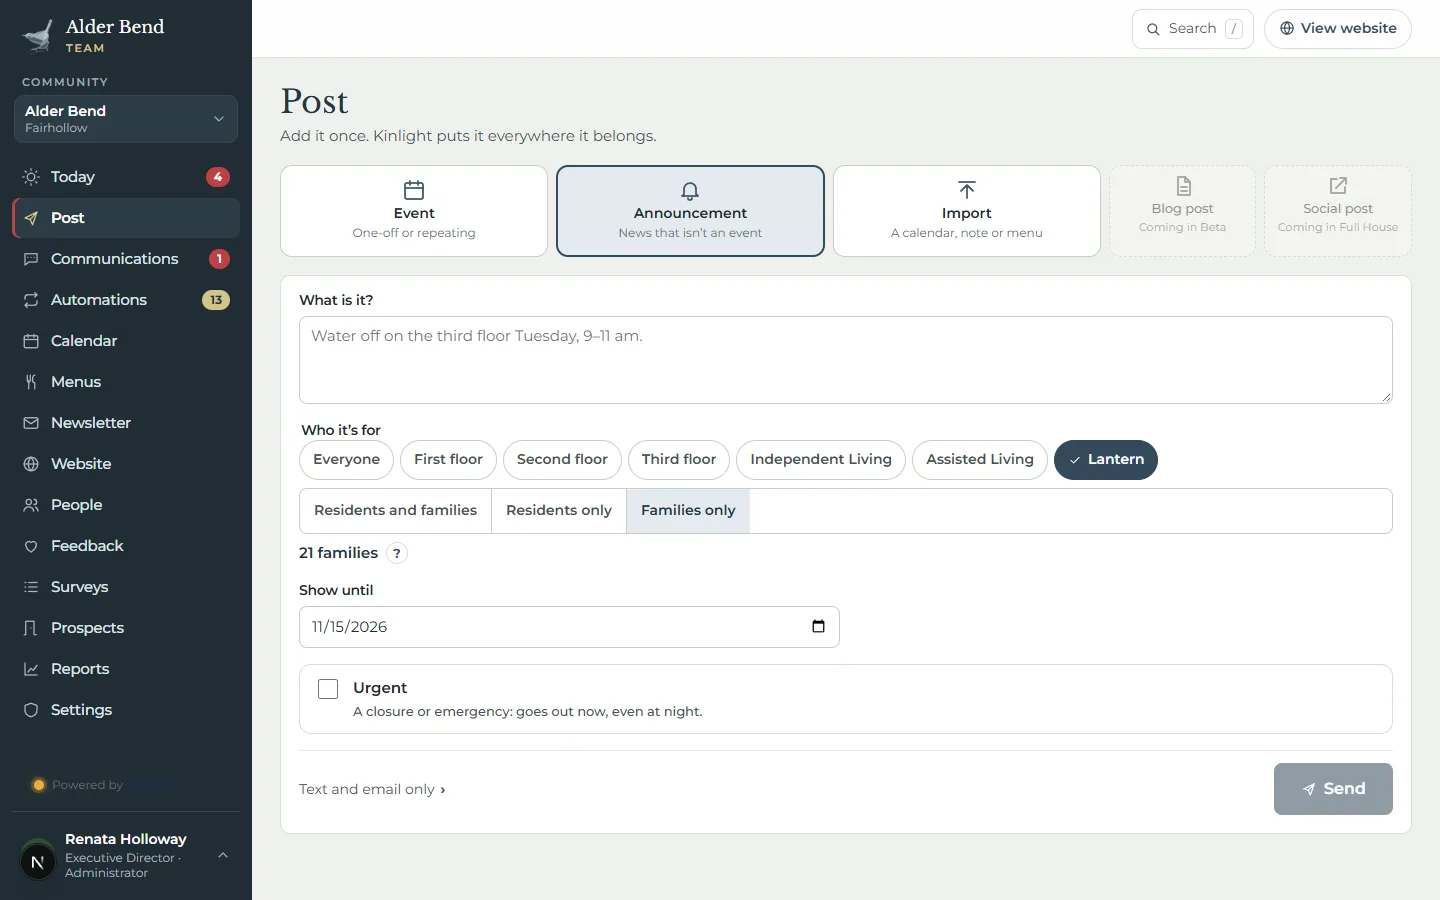 Alder Bend
TEAM
COMMUNITY
Alder Bend
Fairhollow
Today 4
Post
Communications 1
Automations 13
Calendar
Menus
Newsletter
Website
People
Feedback
Surveys
Prospects
Reports
Settings
Powered by
N
Renata Holloway
Executive Director ·
Administrator
Search /
View website
Post
Add it once. Kinlight puts it everywhere it belongs.
Event
One-off or repeating
Announcement
News that isn’t an event
Import
A calendar, note or menu
Blog post
Coming in Beta
Social post
Coming in Full House
What is it?
Water off on the third floor Tuesday, 9–11 am.
Who it’s for
Everyone First floor Second floor Third floor Independent Living Assisted Living Lantern
Residents and families Residents only Families only
21 families ?
Show until
11/15/2026
Urgent
A closure or emergency: goes out now, even at night.
Text and email only ›
Send